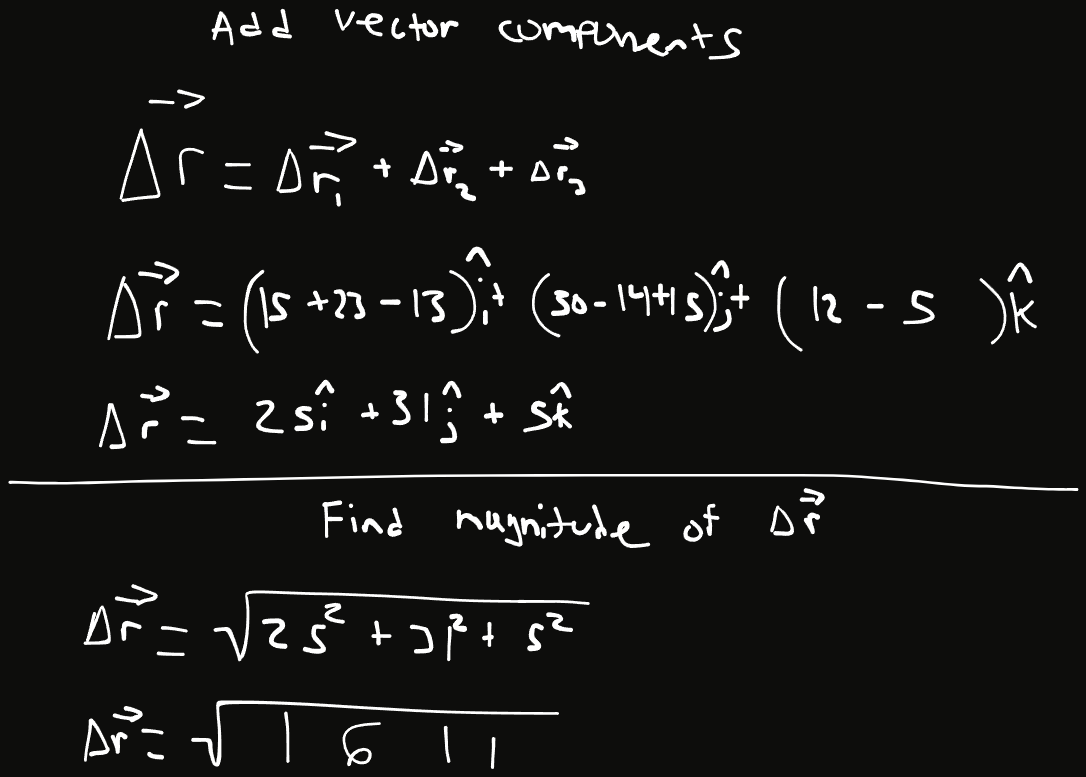 Add vector components
Δr⃗ = Δr⃗₁ + Δr⃗₂ + Δr⃗₃
Δr⃗ = (15 + 23 - 13)î + (30 - 14 + 15)ĵ + (12 - 5 )k̂
Δr⃗ = 25î + 31ĵ + 5k̂
Find magnitude of Δr⃗
Δr⃗ = √25² + 31² + 5²
Δr⃗ = √1611